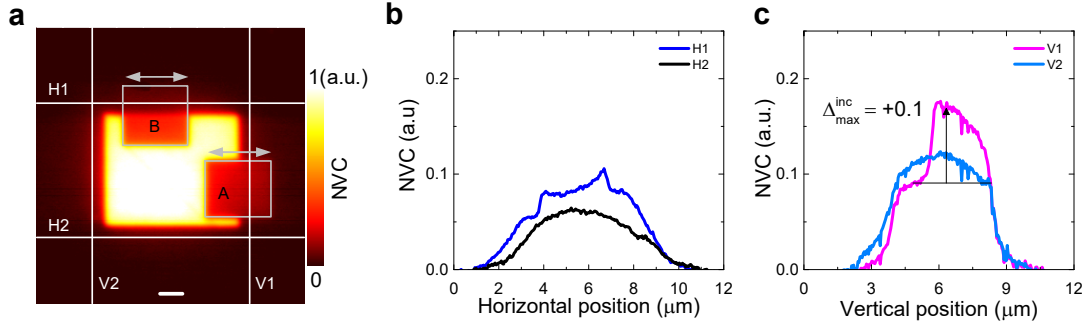 a
H1
H2
V2
V1
B
A
1(a.u.)
NVC
0
b
H1
H2
NVC (a.u.)
0.2
0.1
0.0
0 2 4 6 8 10 12
Horizontal position (μm)
c
V1
V2
Δ^inc_max = +0.1
NVC (a.u.)
0.2
0.1
0.0
0 3 6 9 12
Vertical position (μm)